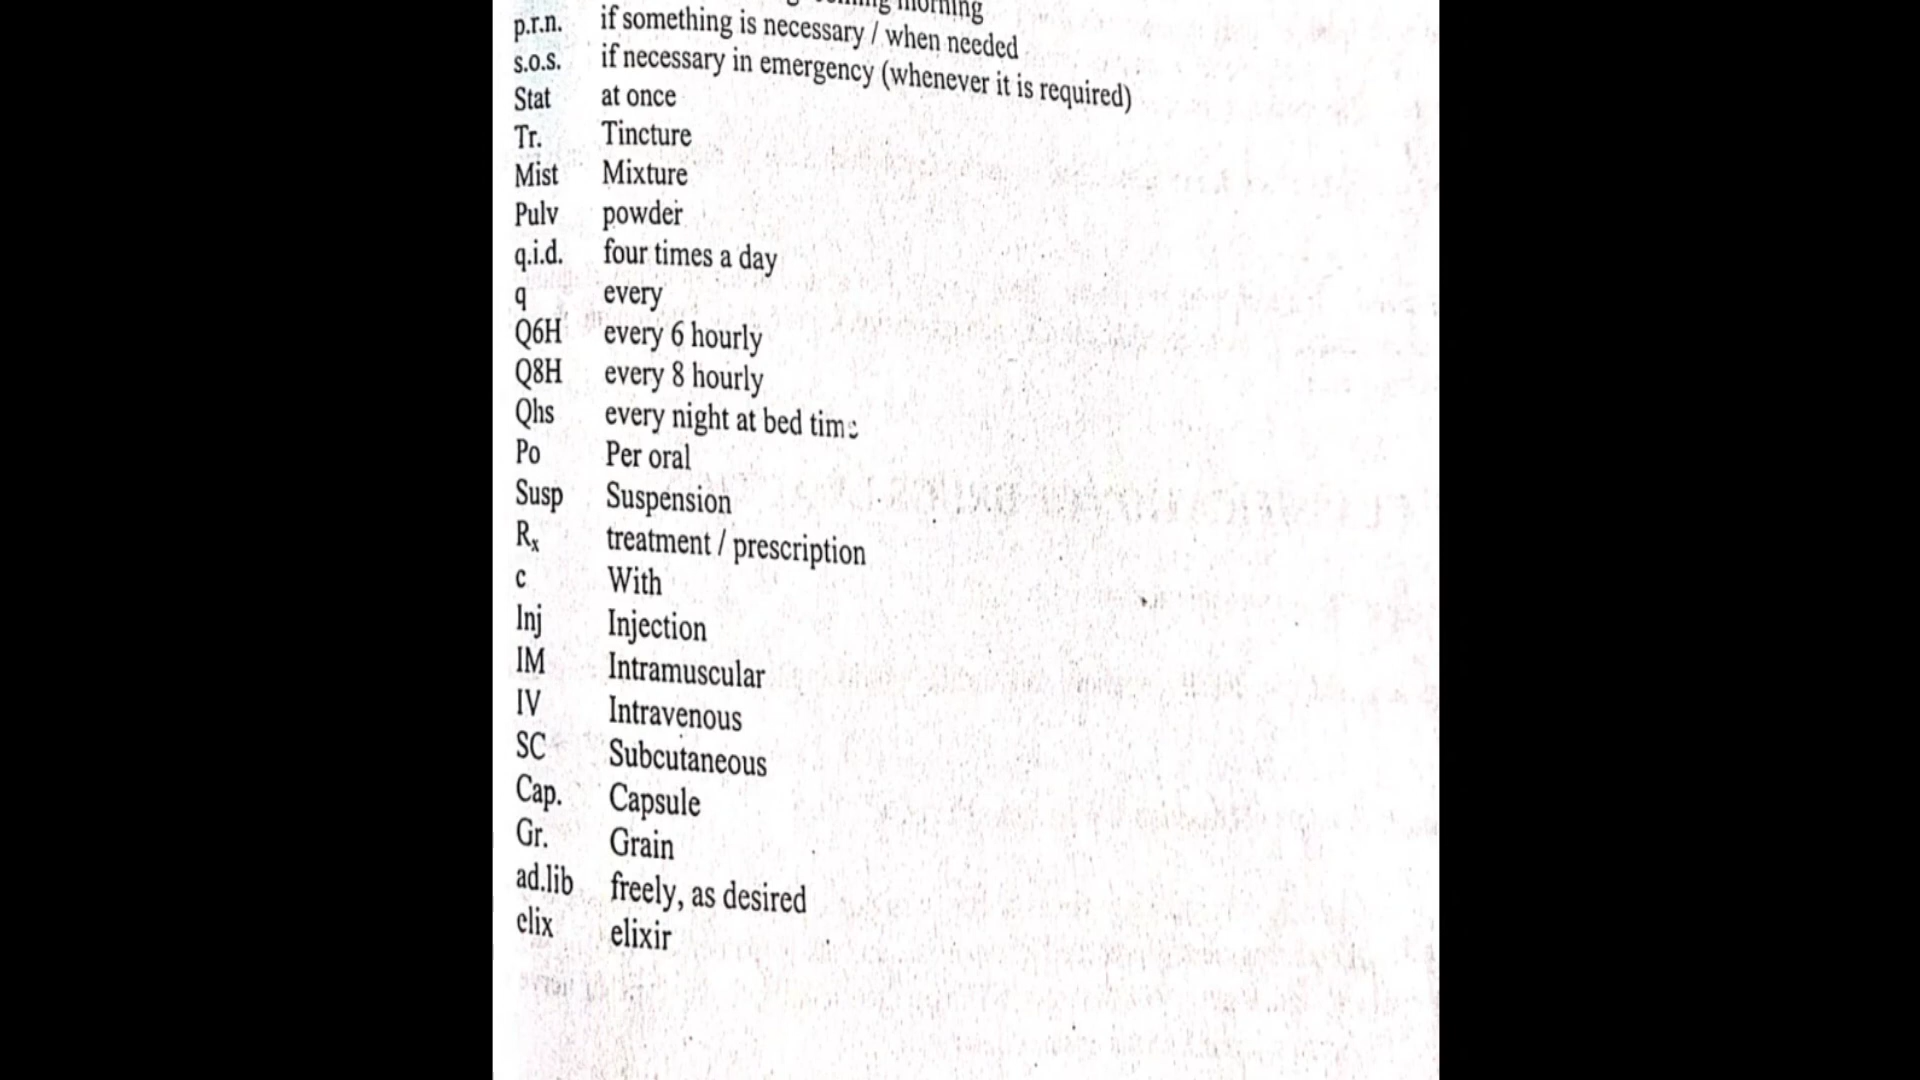 morning
p.r.n. if something is necessary / when needed
s.o.s. if necessary in emergency (whenever it is required)
Stat at once
Tr. Tincture
Mist Mixture
Pulv powder
q.i.d. four times a day
q every
Q6H every 6 hourly
Q8H every 8 hourly
Qhs every night at bed time
Po Per oral
Susp Suspension
Rx treatment / prescription
c With
Inj Injection
IM Intramuscular
IV Intravenous
SC Subcutaneous
Cap. Capsule
Gr. Grain
ad.lib freely, as desired
elix elixir